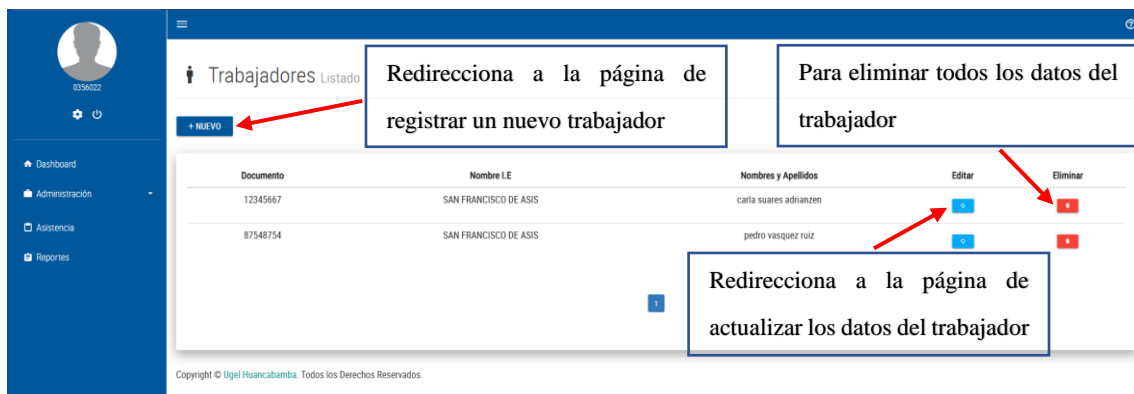 0356022
Dashboard
Administración
Asistencia
Reportes
Trabajadores Listado
+ NUEVO
Redirecciona a la página de
registrar un nuevo trabajador
Para eliminar todos los datos del
trabajador
Documento Nombre I.E Nombres y Apellidos Editar Eliminar
12345667 SAN FRANCISCO DE ASIS carla suares adrianzen
87548754 SAN FRANCISCO DE ASIS pedro vasquez ruiz
Redirecciona a la página de
actualizar los datos del trabajador
1
Copyright © Ugel Huancabamba. Todos los Derechos Reservados.